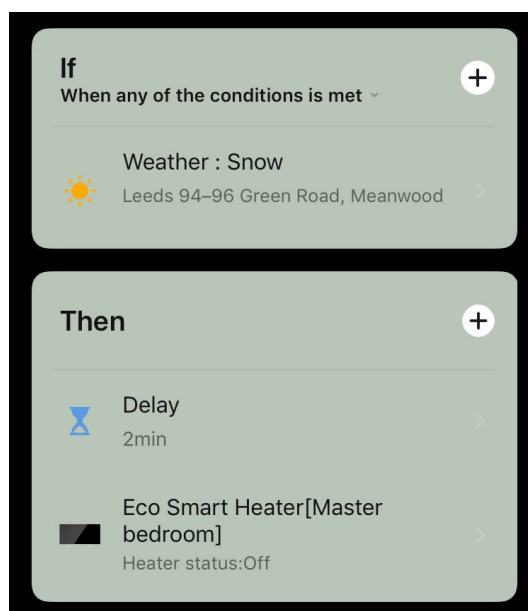 If
When any of the conditions is met
Weather : Snow
Leeds 94–96 Green Road, Meanwood
Then
Delay
2min
Eco Smart Heater[Master
bedroom]
Heater status:Off